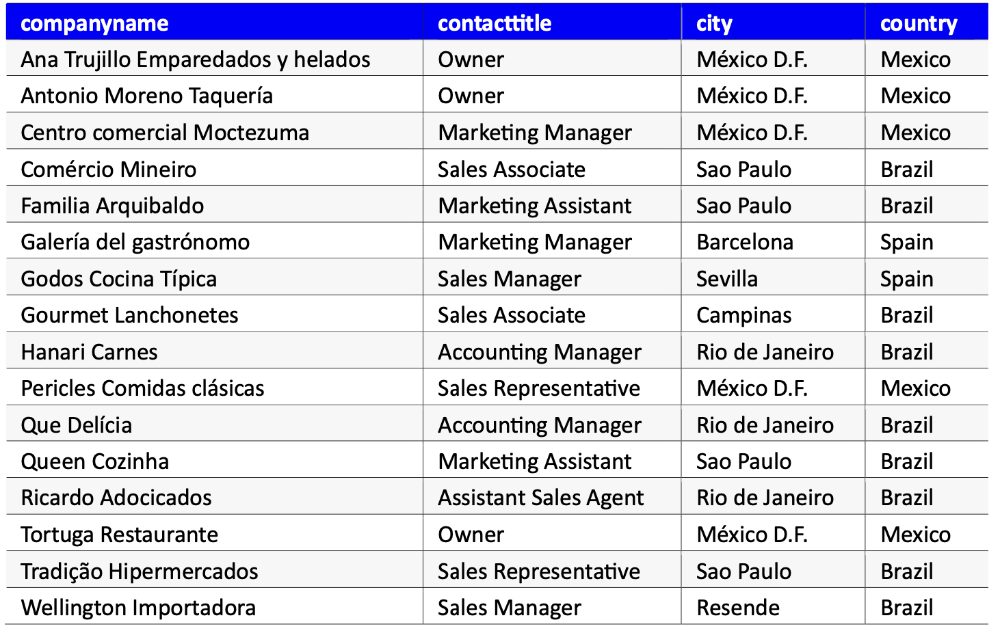 companyname contacttitle city country
Ana Trujillo Emparedados y helados Owner México D.F. Mexico
Antonio Moreno Taquería Owner México D.F. Mexico
Centro comercial Moctezuma Marketing Manager México D.F. Mexico
Comércio Mineiro Sales Associate Sao Paulo Brazil
Familia Arquibaldo Marketing Assistant Sao Paulo Brazil
Galería del gastrónomo Marketing Manager Barcelona Spain
Godos Cocina Típica Sales Manager Sevilla Spain
Gourmet Lanchonetes Sales Associate Campinas Brazil
Hanari Carnes Accounting Manager Rio de Janeiro Brazil
Pericles Comidas clásicas Sales Representative México D.F. Mexico
Que Delícia Accounting Manager Rio de Janeiro Brazil
Queen Cozinha Marketing Assistant Sao Paulo Brazil
Ricardo Adocicados Assistant Sales Agent Rio de Janeiro Brazil
Tortuga Restaurante Owner México D.F. Mexico
Tradição Hipermercados Sales Representative Sao Paulo Brazil
Wellington Importadora Sales Manager Resende Brazil